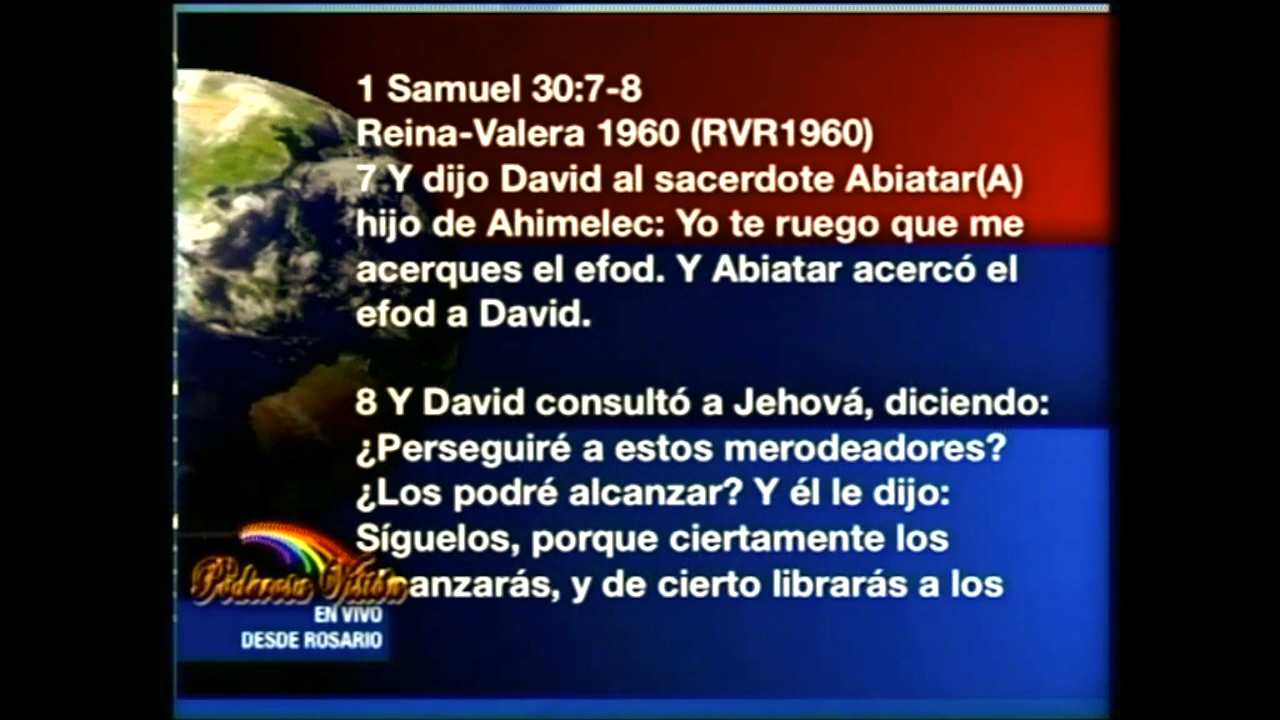 1 Samuel 30:7-8
Reina-Valera 1960 (RVR1960)
7 Y dijo David al sacerdote Abiatar(A)
hijo de Ahimelec: Yo te ruego que me
acerques el efod. Y Abiatar acercó el
efod a David.
8 Y David consultó a Jehová, diciendo:
¿Perseguiré a estos merodeadores?
¿Los podré alcanzar? Y él le dijo:
Síguelos, porque ciertamente los
anzarás, y de cierto librarás a los
Poderosa Visión
EN VIVO
DESDE ROSARIO